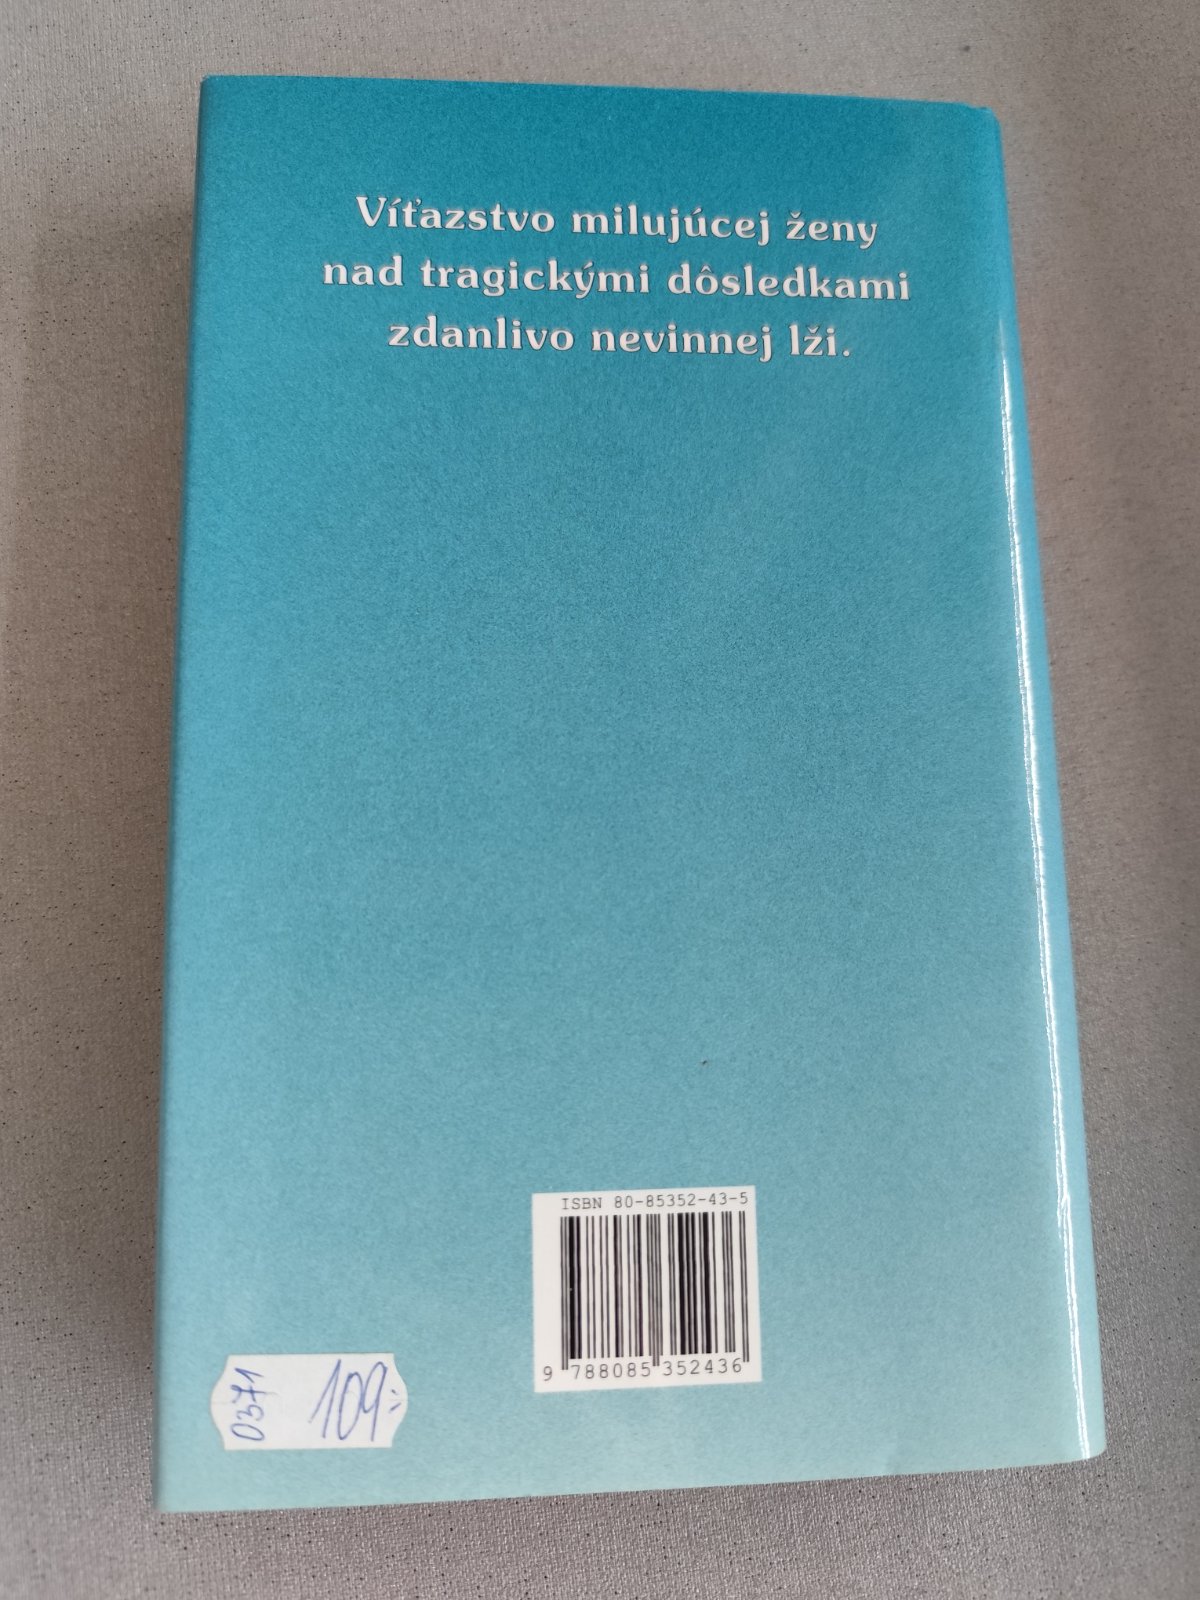 Víťazstvo milujúcej ženy
nad tragickými dôsledkami
zdanlivo nevinnej lži.
ISBN 80-85352-43-5
9 788085 352436
0371
109,-